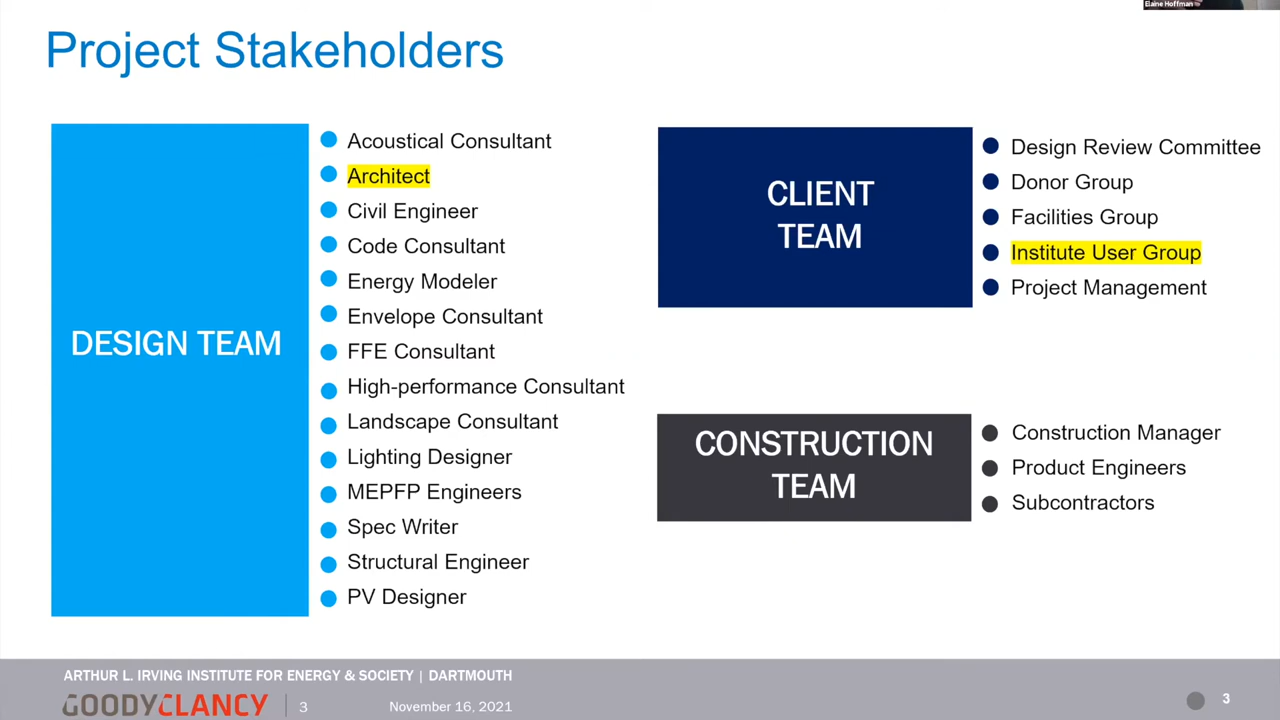 Elaine Hoffman
Project Stakeholders
DESIGN TEAM
Acoustical Consultant
Architect
Civil Engineer
Code Consultant
Energy Modeler
Envelope Consultant
FFE Consultant
High-performance Consultant
Landscape Consultant
Lighting Designer
MEPFP Engineers
Spec Writer
Structural Engineer
PV Designer
CLIENT
TEAM
Design Review Committee
Donor Group
Facilities Group
Institute User Group
Project Management
CONSTRUCTION
TEAM
Construction Manager
Product Engineers
Subcontractors
ARTHUR L. IRVING INSTITUTE FOR ENERGY & SOCIETY | DARTMOUTH
GOODYCLANCY | 3 November 16, 2021
3